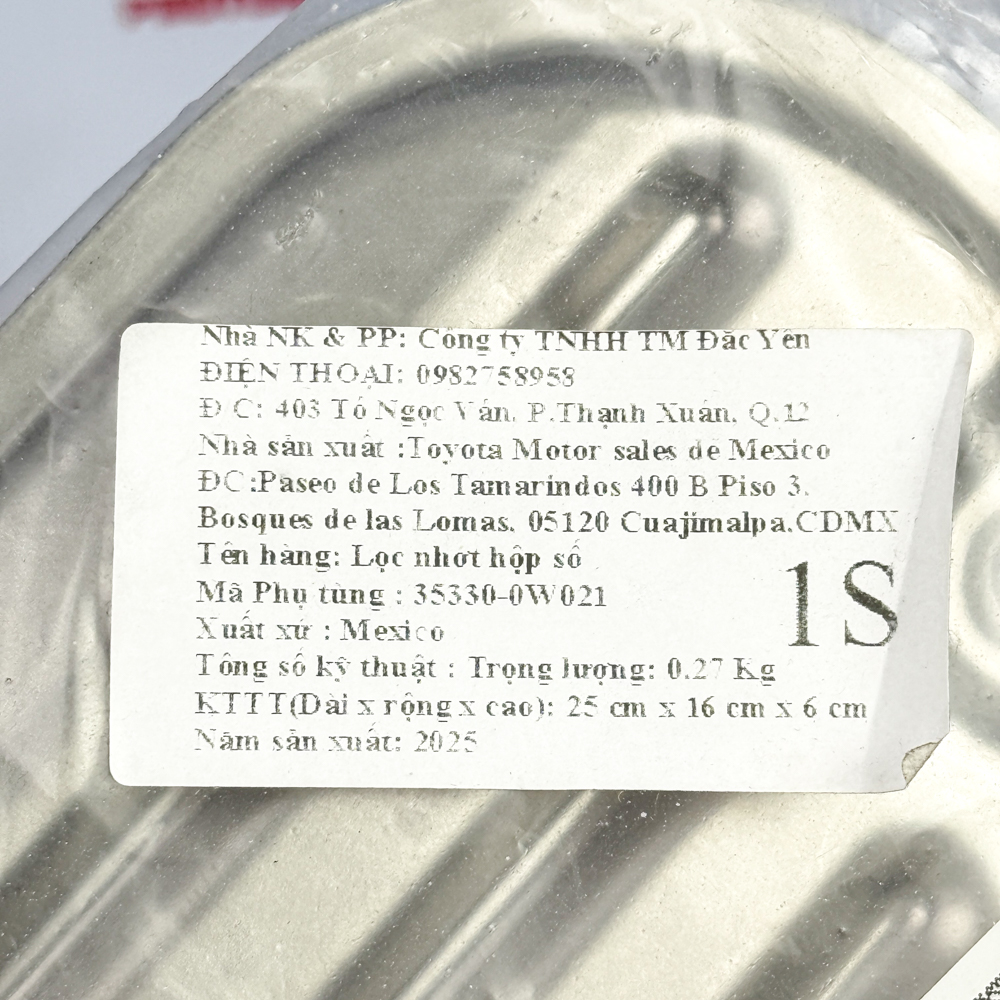 Nhà NK & PP: Công ty TNHH TM Đắc Yên
ĐIỆN THOẠI: 0982758958
Đ C: 403 Tô Ngọc Vân, P.Thạnh Xuân, Q.12
Nhà sản xuất :Toyota Motor sales de Mexico
ĐC :Paseo de Los Tamarindos 400 B Piso 3,
Bosques de las Lomas, 05120 Cuajimalpa,CDMX
Tên hàng: Lọc nhớt hộp số
Mã Phụ tùng : 35330-0W021
1S
Xuất xứ : Mexico
Tông số kỹ thuật : Trọng lượng: 0.27 Kg
KTTT(Dài x rộng x cao): 25 cm x 16 cm x 6 cm
Năm sản xuất: 2025